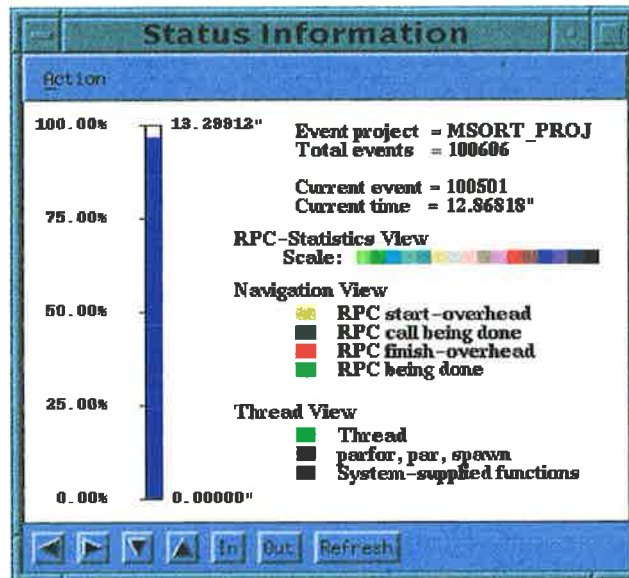 Status Information
Action
100.00% 13.29912"
Event project = MSORT_PROJ
Total events = 100606
Current event = 100501
Current time = 12.86818"
75.00%
RPC-Statistics View
Scale:
Navigation View
50.00%
RPC start-overhead
RPC call being done
RPC finish-overhead
RPC being done
25.00%
Thread View
Thread
parfor, par, spawn
System-supplied functions
0.00% 0.00000"
In Out Refresh